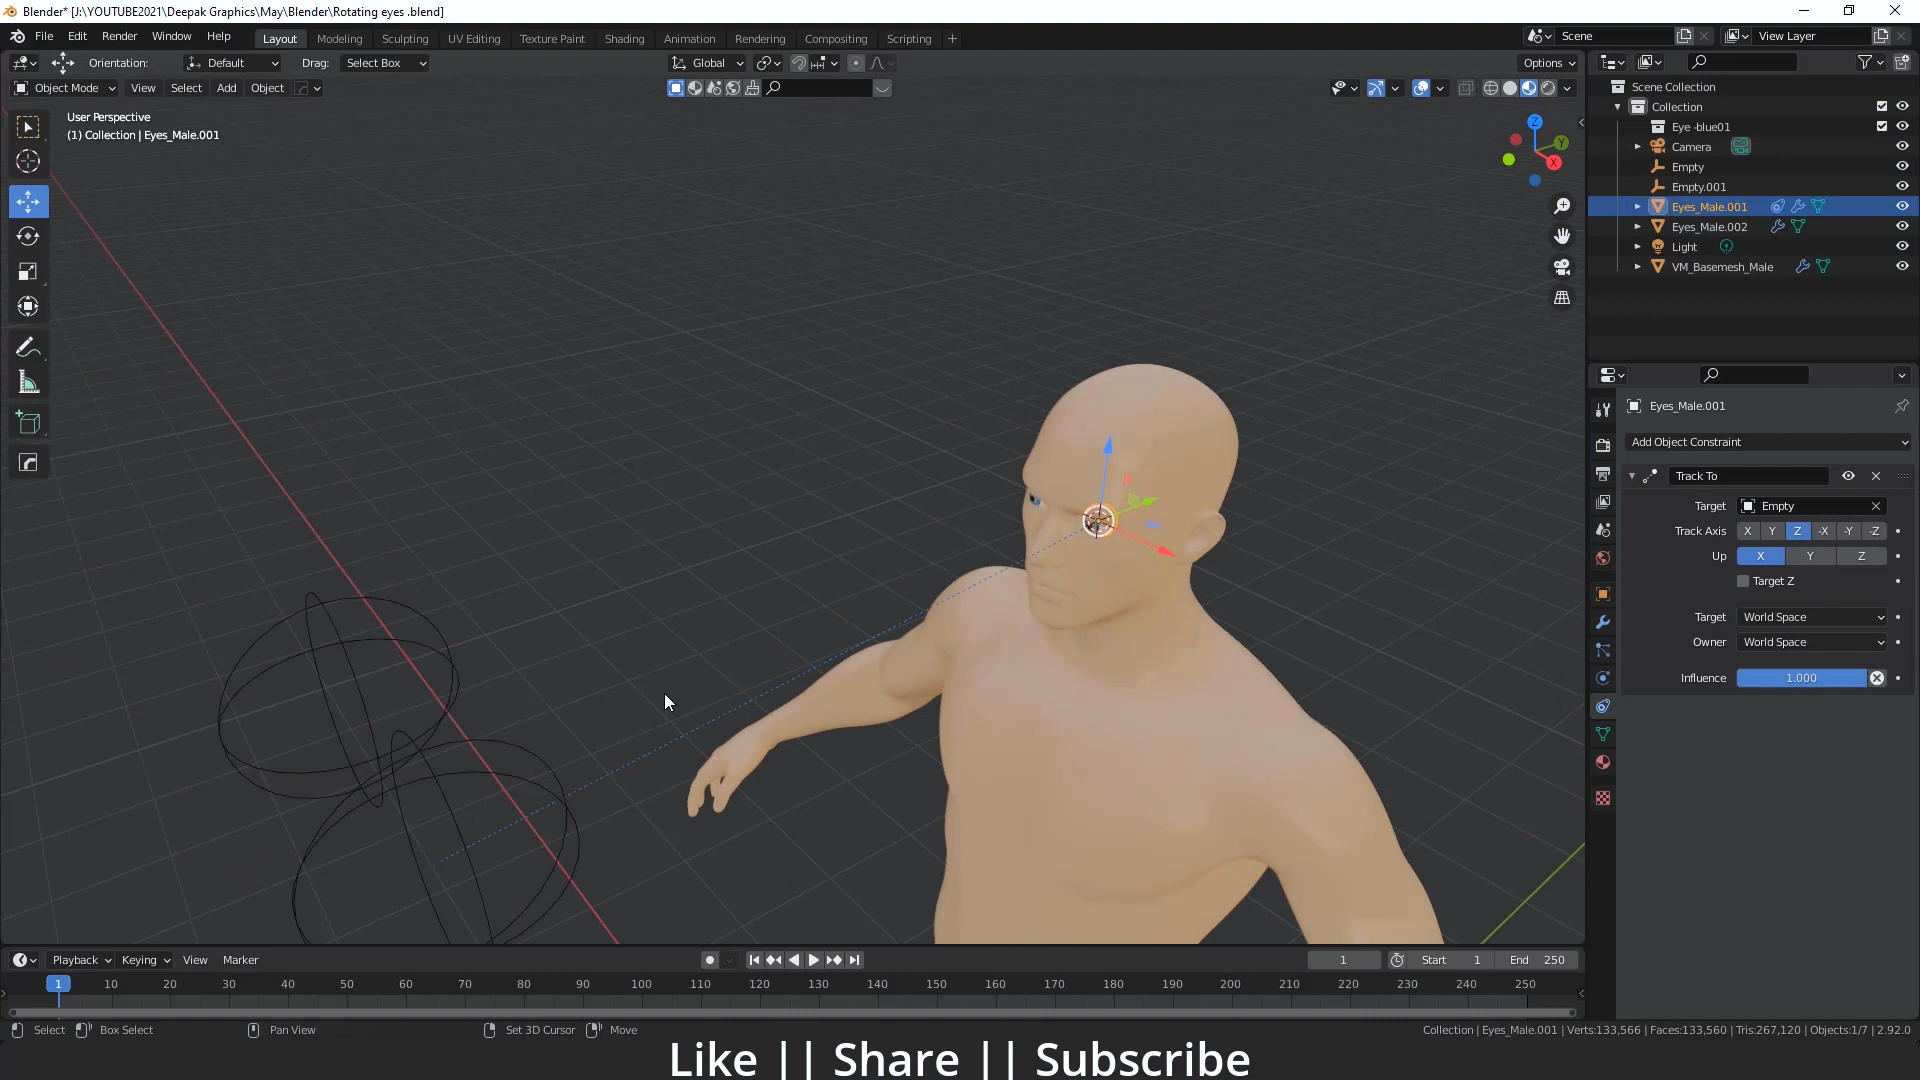 Blender* [J:\YOUTUBE2021\Deepak Graphics\May\Blender\Rotating eyes .blend]
File Edit Render Window Help Layout Modeling Sculpting UV Editing Texture Paint Shading Animation Rendering Compositing Scripting + Scene View Layer
Orientation: Default Drag: Select Box Global Options
Object Mode View Select Add Object
User Perspective
(1) Collection | Eyes_Male.001
Z
Y
X
Scene Collection
Collection
Eye -blue01
Camera
Empty
Empty.001
Eyes_Male.001
Eyes_Male.002
Light
VM_Basemesh_Male
Eyes_Male.001
Add Object Constraint
Track To
Target Empty
Track Axis X Y Z -X -Y -Z
Up X Y Z
Target Z
Target World Space
Owner World Space
Influence 1.000
Playback Keying View Marker 1 Start 1 End 250
1 10 20 30 40 50 60 70 80 90 100 110 120 130 140 150 160 170 180 190 200 210 220 230 240 250
Select Box Select Pan View Set 3D Cursor Move Collection | Eyes_Male.001 | Verts:133,566 | Faces:133,560 | Tris:267,120 | Objects:1/7 | 2.92.0
Like || Share || Subscribe